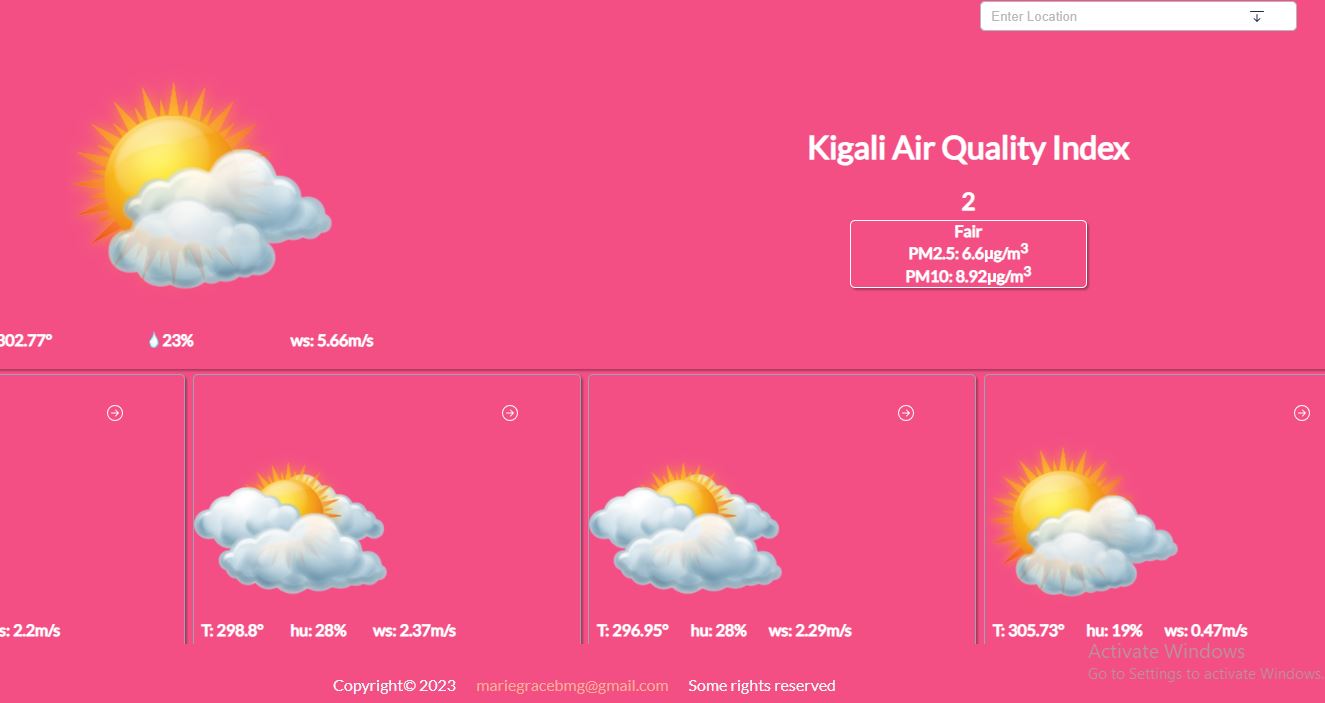 Enter Location
Kigali Air Quality Index
2
Fair
PM2.5: 6.6µg/m³
PM10: 8.92µg/m³
302.77° 23% ws: 5.66m/s
s: 2.2m/s
T: 298.8° hu: 28% ws: 2.37m/s
T: 296.95° hu: 28% ws: 2.29m/s
T: 305.73° hu: 19% ws: 0.47m/s
Activate Windows
Go to Settings to activate Windows.
Copyright© 2023 mariegracebmg@gmail.com Some rights reserved